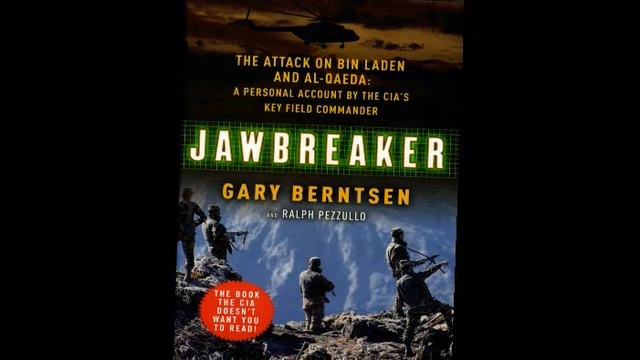 THE ATTACK ON BIN LADEN
AND AL-QAEDA:
A PERSONAL ACCOUNT BY THE CIA'S
KEY FIELD COMMANDER
JAWBREAKER
GARY BERNTSEN
AND RALPH PEZZULLO
THE BOOK
THE CIA
DOESN'T
WANT YOU
TO READ!